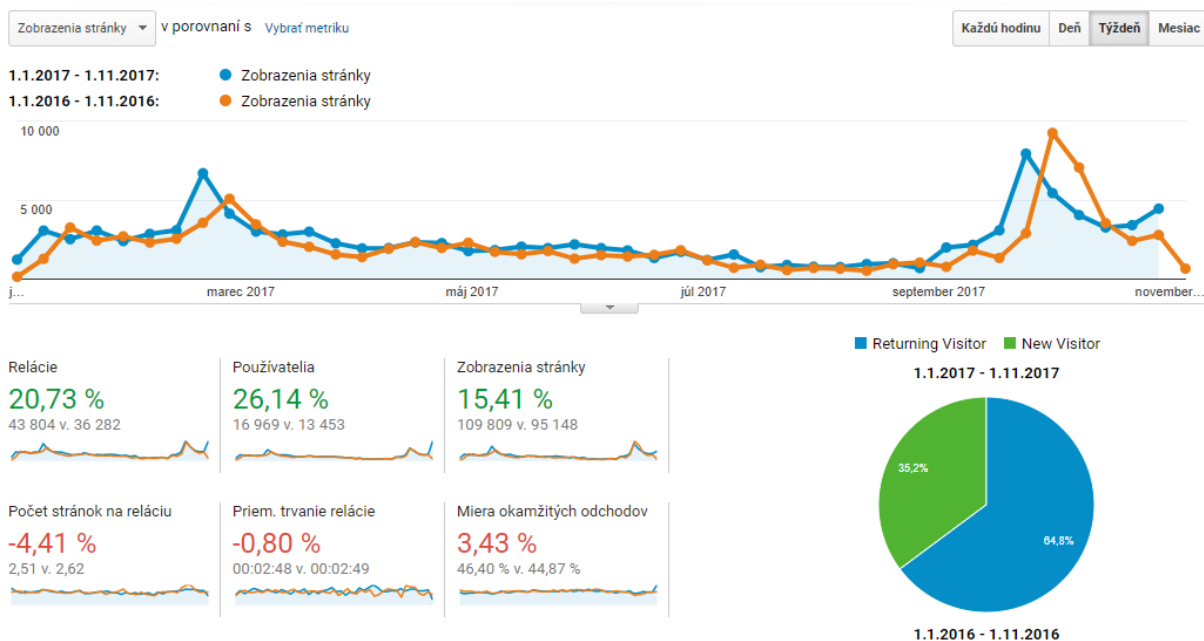 Zobrazenia stránky v porovnaní s Vybrať metriku
Každú hodinu Deň Týždeň Mesiac
1.1.2017 - 1.11.2017: Zobrazenia stránky
1.1.2016 - 1.11.2016: Zobrazenia stránky
10 000
5 000
j... marec 2017 máj 2017 júl 2017 september 2017 november...
Returning Visitor New Visitor
1.1.2017 - 1.11.2017
35,2%
64,8%
1.1.2016 - 1.11.2016
Relácie Používatelia Zobrazenia stránky
20,73 % 26,14 % 15,41 %
43 804 v. 36 282 16 969 v. 13 453 109 809 v. 95 148
Počet stránok na reláciu Priem. trvanie relácie Miera okamžitých odchodov
-4,41 % -0,80 % 3,43 %
2,51 v. 2,62 00:02:48 v. 00:02:49 46,40 % v. 44,87 %